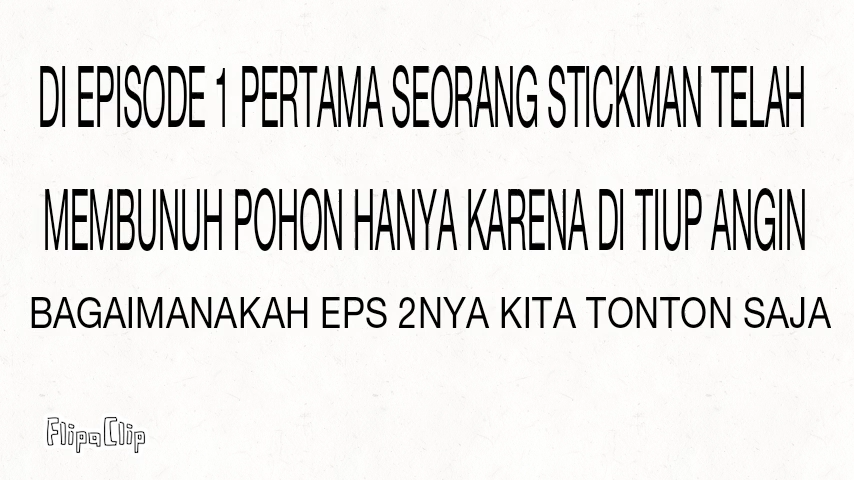 DI EPISODE 1 PERTAMA SEORANG STICKMAN TELAH
MEMBUNUH POHON HANYA KARENA DI TIUP ANGIN
BAGAIMANAKAH EPS 2NYA KITA TONTON SAJA
FlipaClip